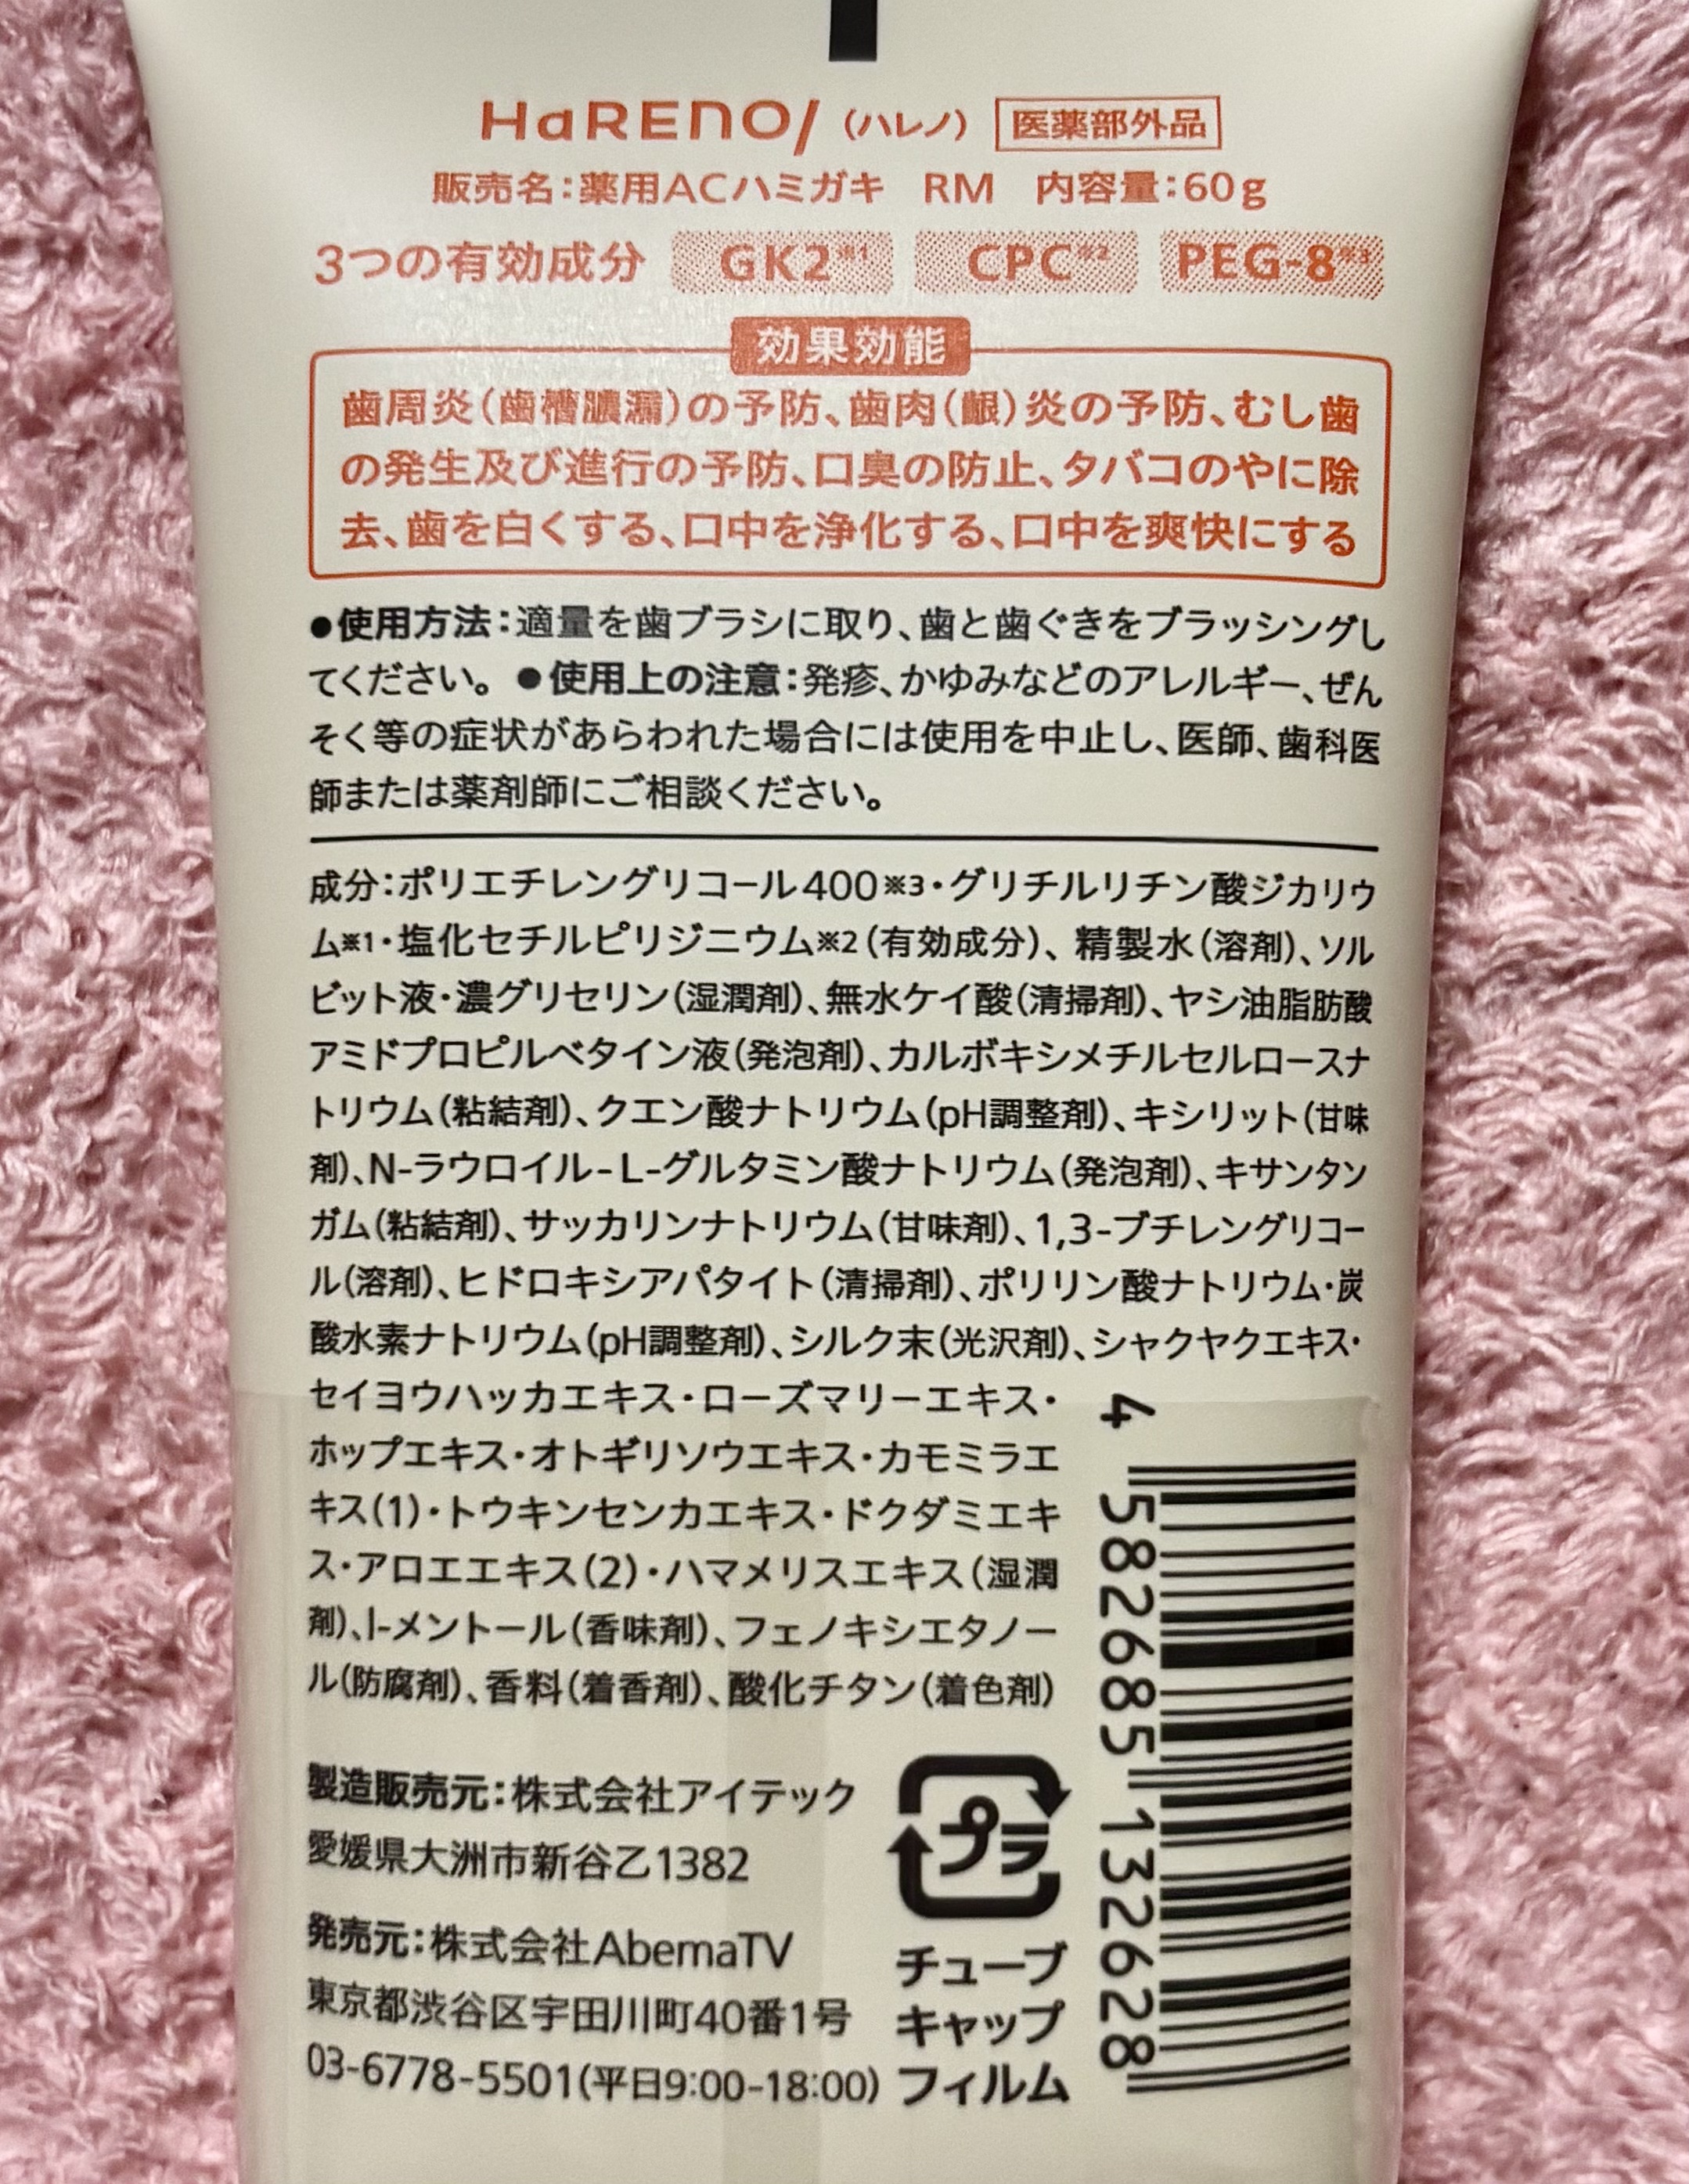 HaRENO/（ハレノ） 医薬部外品
販売名：薬用ACハミガキ　RM　内容量：60g
3つの有効成分 GK2※1 CPC※2 PEG-8※3
効果効能
歯周炎（歯槽膿漏）の予防、歯肉（齦）炎の予防、むし歯
の発生及び進行の予防、口臭の防止、タバコのやに除
去、歯を白くする、口中を浄化する、口中を爽快にする
●使用方法：適量を歯ブラシに取り、歯と歯ぐきをブラッシングし
てください。●使用上の注意：発疹、かゆみなどのアレルギー、ぜん
そく等の症状があらわれた場合には使用を中止し、医師、歯科医
師または薬剤師にご相談ください。
成分：ポリエチレングリコール400※3・グリチルリチン酸ジカリウ
ム※1・塩化セチルピリジニウム※2（有効成分）、精製水（溶剤）、ソル
ビット液・濃グリセリン（湿潤剤）、無水ケイ酸（清掃剤）、ヤシ油脂肪酸
アミドプロピルベタイン液（発泡剤）、カルボキシメチルセルロースナ
トリウム（粘結剤）、クエン酸ナトリウム（pH調整剤）、キシリット（甘味
剤）、N-ラウロイル-L-グルタミン酸ナトリウム（発泡剤）、キサンタン
ガム（粘結剤）、サッカリンナトリウム（甘味剤）、1,3-ブチレングリコー
ル（溶剤）、ヒドロキシアパタイト（清掃剤）、ポリリン酸ナトリウム・炭
酸水素ナトリウム（pH調整剤）、シルク末（光沢剤）、シャクヤクエキス・
セイヨウハッカエキス・ローズマリーエキス・
ホップエキス・オトギリソウエキス・カモミラエ
キス（1）・トウキンセンカエキス・ドクダミエキ
ス・アロエエキス（2）・ハマメリスエキス（湿潤
剤）、l-メントール（香味剤）、フェノキシエタノー
ル（防腐剤）、香料（着香剤）、酸化チタン（着色剤）
製造販売元：株式会社アイテック
愛媛県大洲市新谷乙1382
発売元：株式会社AbemaTV
東京都渋谷区宇田川町40番1号
03-6778-5501（平日9:00-18:00）
プラ
チューブ
キャップ
フィルム
4 582685 132628